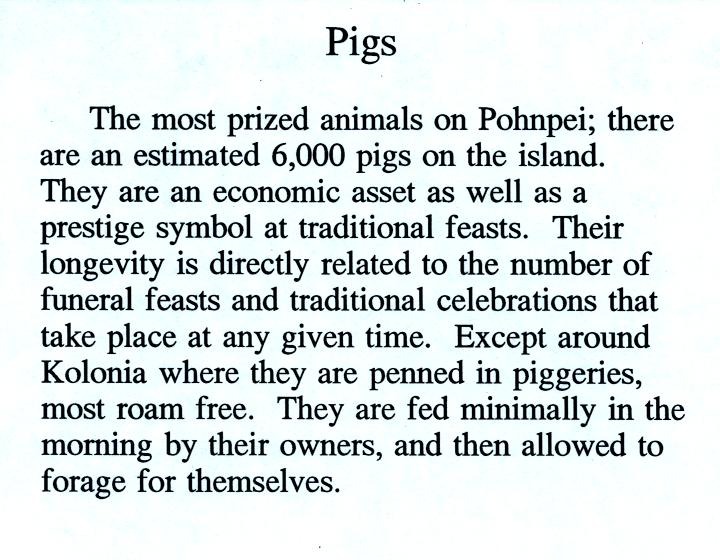 Pigs
The most prized animals on Pohnpei; there
are an estimated 6,000 pigs on the island.
They are an economic asset as well as a
prestige symbol at traditional feasts.  Their
longevity is directly related to the number of
funeral feasts and traditional celebrations that
take place at any given time.  Except around
Kolonia where they are penned in piggeries,
most roam free.  They are fed minimally in the
morning by their owners, and then allowed to
forage for themselves.